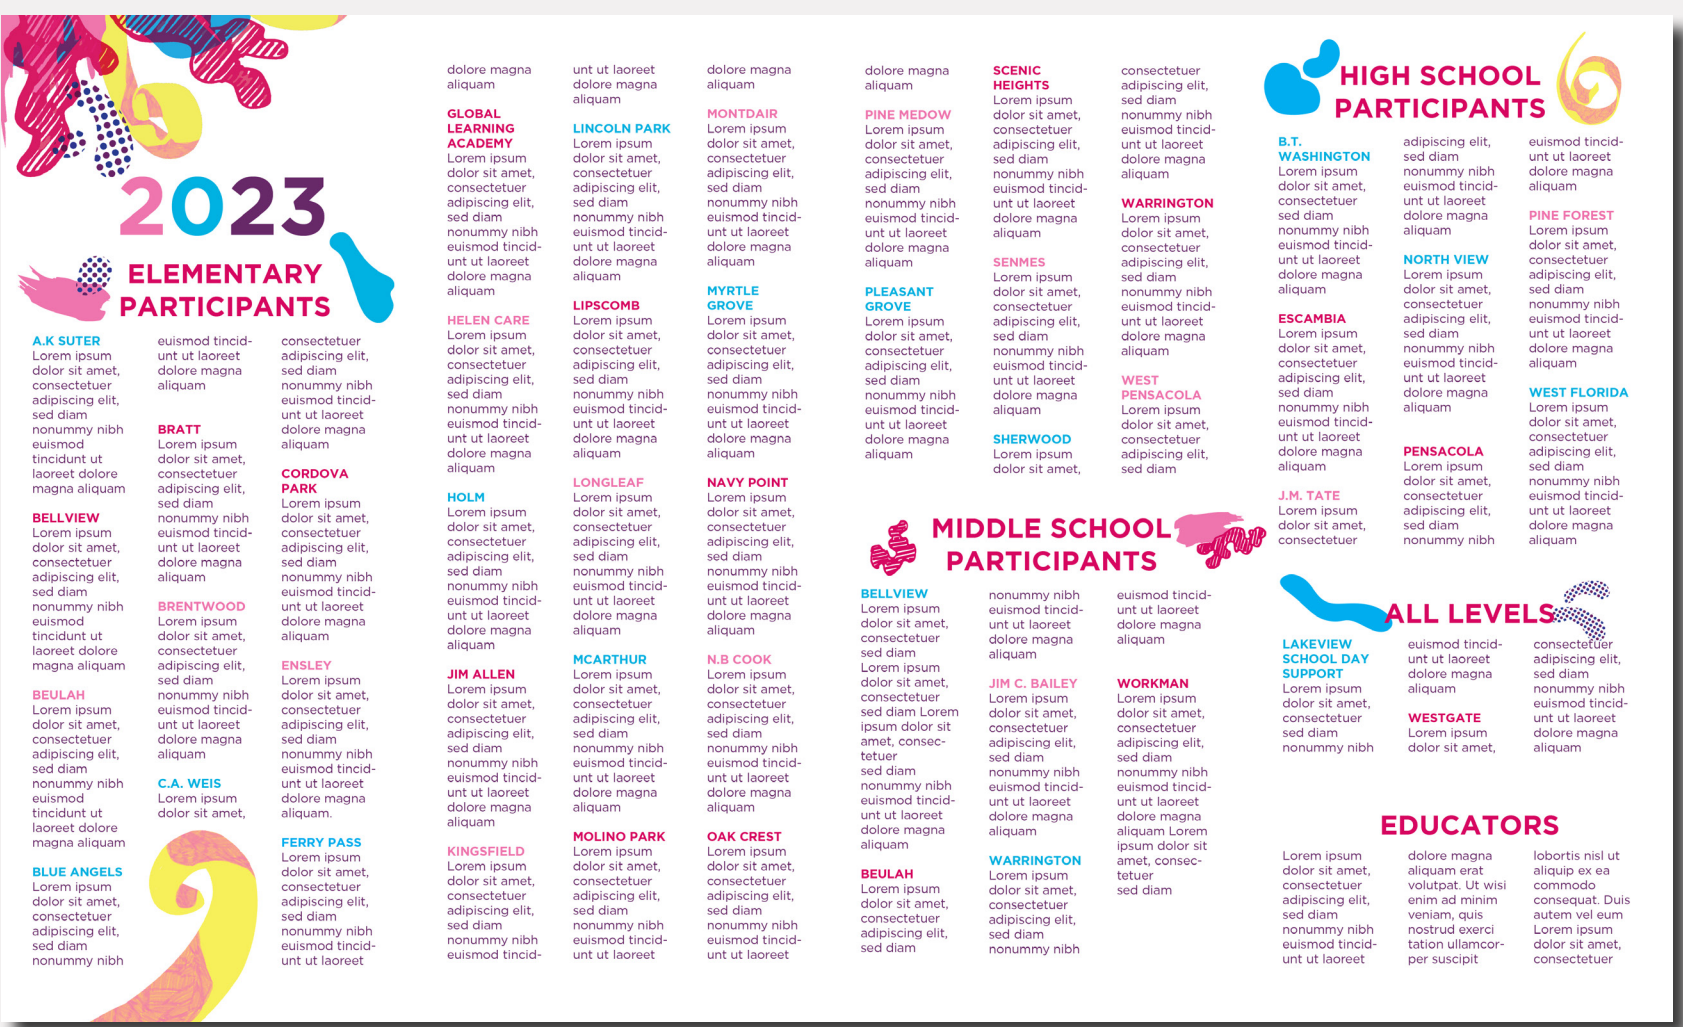 2023
ELEMENTARY
PARTICIPANTS
A.K SUTER
Lorem ipsum
dolor sit amet,
consectetuer
adipiscing elit,
sed diam
nonummy nibh
euismod
tincidunt ut
laoreet dolore
magna aliquam
BELLVIEW
Lorem ipsum
dolor sit amet,
consectetuer
adipiscing elit,
sed diam
nonummy nibh
euismod
tincidunt ut
laoreet dolore
magna aliquam
BEULAH
Lorem ipsum
dolor sit amet,
consectetuer
adipiscing elit,
sed diam
nonummy nibh
euismod
tincidunt ut
laoreet dolore
magna aliquam
BLUE ANGELS
Lorem ipsum
dolor sit amet,
consectetuer
adipiscing elit,
sed diam
nonummy nibh
euismod tincid-
unt ut laoreet
dolore magna
aliquam
BRATT
Lorem ipsum
dolor sit amet,
consectetuer
adipiscing elit,
sed diam
nonummy nibh
euismod tincid-
unt ut laoreet
dolore magna
aliquam
BRENTWOOD
Lorem ipsum
dolor sit amet,
consectetuer
adipiscing elit,
sed diam
nonummy nibh
euismod tincid-
unt ut laoreet
dolore magna
aliquam
C.A. WEIS
Lorem ipsum
dolor sit amet,
consectetuer
adipiscing elit,
sed diam
nonummy nibh
euismod tincid-
unt ut laoreet
dolore magna
aliquam
CORDOVA
PARK
Lorem ipsum
dolor sit amet,
consectetuer
adipiscing elit,
sed diam
nonummy nibh
euismod tincid-
unt ut laoreet
dolore magna
aliquam
ENSLEY
Lorem ipsum
dolor sit amet,
consectetuer
adipiscing elit,
sed diam
nonummy nibh
euismod tincid-
unt ut laoreet
dolore magna
aliquam.
FERRY PASS
Lorem ipsum
dolor sit amet,
consectetuer
adipiscing elit,
sed diam
nonummy nibh
euismod tincid-
unt ut laoreet
dolore magna
aliquam
GLOBAL
LEARNING
ACADEMY
Lorem ipsum
dolor sit amet,
consectetuer
adipiscing elit,
sed diam
nonummy nibh
euismod tincid-
unt ut laoreet
dolore magna
aliquam
HELEN CARE
Lorem ipsum
dolor sit amet,
consectetuer
adipiscing elit,
sed diam
nonummy nibh
euismod tincid-
unt ut laoreet
dolore magna
aliquam
HOLM
Lorem ipsum
dolor sit amet,
consectetuer
adipiscing elit,
sed diam
nonummy nibh
euismod tincid-
unt ut laoreet
dolore magna
aliquam
JIM ALLEN
Lorem ipsum
dolor sit amet,
consectetuer
adipiscing elit,
sed diam
nonummy nibh
euismod tincid-
unt ut laoreet
dolore magna
aliquam
KINGSFIELD
Lorem ipsum
dolor sit amet,
consectetuer
adipiscing elit,
sed diam
nonummy nibh
euismod tincid-
unt ut laoreet
dolore magna
aliquam
LINCOLN PARK
Lorem ipsum
dolor sit amet,
consectetuer
adipiscing elit,
sed diam
nonummy nibh
euismod tincid-
unt ut laoreet
dolore magna
aliquam
LIPSCOMB
Lorem ipsum
dolor sit amet,
consectetuer
adipiscing elit,
sed diam
nonummy nibh
euismod tincid-
unt ut laoreet
dolore magna
aliquam
LONGLEAF
Lorem ipsum
dolor sit amet,
consectetuer
adipiscing elit,
sed diam
nonummy nibh
euismod tincid-
unt ut laoreet
dolore magna
aliquam
MCARTHUR
Lorem ipsum
dolor sit amet,
consectetuer
adipiscing elit,
sed diam
nonummy nibh
euismod tincid-
unt ut laoreet
dolore magna
aliquam
MOLINO PARK
Lorem ipsum
dolor sit amet,
consectetuer
adipiscing elit,
sed diam
nonummy nibh
euismod tincid-
unt ut laoreet
dolore magna
aliquam
MONTDAIR
Lorem ipsum
dolor sit amet,
consectetuer
adipiscing elit,
sed diam
nonummy nibh
euismod tincid-
unt ut laoreet
dolore magna
aliquam
MYRTLE
GROVE
Lorem ipsum
dolor sit amet,
consectetuer
adipiscing elit,
sed diam
nonummy nibh
euismod tincid-
unt ut laoreet
dolore magna
aliquam
NAVY POINT
Lorem ipsum
dolor sit amet,
consectetuer
adipiscing elit,
sed diam
nonummy nibh
euismod tincid-
unt ut laoreet
dolore magna
aliquam
N.B COOK
Lorem ipsum
dolor sit amet,
consectetuer
adipiscing elit,
sed diam
nonummy nibh
euismod tincid-
unt ut laoreet
dolore magna
aliquam
OAK CREST
Lorem ipsum
dolor sit amet,
consectetuer
adipiscing elit,
sed diam
nonummy nibh
euismod tincid-
unt ut laoreet
dolore magna
aliquam
PINE MEDOW
Lorem ipsum
dolor sit amet,
consectetuer
adipiscing elit,
sed diam
nonummy nibh
euismod tincid-
unt ut laoreet
dolore magna
aliquam
PLEASANT
GROVE
Lorem ipsum
dolor sit amet,
consectetuer
adipiscing elit,
sed diam
nonummy nibh
euismod tincid-
unt ut laoreet
dolore magna
aliquam
SCENIC
HEIGHTS
Lorem ipsum
dolor sit amet,
consectetuer
adipiscing elit,
sed diam
nonummy nibh
euismod tincid-
unt ut laoreet
dolore magna
aliquam
SENMES
Lorem ipsum
dolor sit amet,
consectetuer
adipiscing elit,
sed diam
nonummy nibh
euismod tincid-
unt ut laoreet
dolore magna
aliquam
SHERWOOD
Lorem ipsum
dolor sit amet,
consectetuer
adipiscing elit,
sed diam
nonummy nibh
euismod tincid-
unt ut laoreet
dolore magna
aliquam
WARRINGTON
Lorem ipsum
dolor sit amet,
consectetuer
adipiscing elit,
sed diam
nonummy nibh
euismod tincid-
unt ut laoreet
dolore magna
aliquam
WEST
PENSACOLA
Lorem ipsum
dolor sit amet,
consectetuer
adipiscing elit,
sed diam
MIDDLE SCHOOL
PARTICIPANTS
BELLVIEW
Lorem ipsum
dolor sit amet,
consectetuer
sed diam
Lorem ipsum
dolor sit amet,
consectetuer
sed diam Lorem
ipsum dolor sit
amet, consec-
tetuer
sed diam
nonummy nibh
euismod tincid-
unt ut laoreet
dolore magna
aliquam
BEULAH
Lorem ipsum
dolor sit amet,
consectetuer
adipiscing elit,
sed diam
nonummy nibh
euismod tincid-
unt ut laoreet
dolore magna
aliquam
JIM C. BAILEY
Lorem ipsum
dolor sit amet,
consectetuer
adipiscing elit,
sed diam
nonummy nibh
euismod tincid-
unt ut laoreet
dolore magna
aliquam
WARRINGTON
Lorem ipsum
dolor sit amet,
consectetuer
adipiscing elit,
sed diam
nonummy nibh
euismod tincid-
unt ut laoreet
dolore magna
aliquam
WORKMAN
Lorem ipsum
dolor sit amet,
consectetuer
adipiscing elit,
sed diam
nonummy nibh
euismod tincid-
unt ut laoreet
dolore magna
aliquam Lorem
ipsum dolor sit
amet, consec-
tetuer
sed diam
HIGH SCHOOL
PARTICIPANTS
B.T.
WASHINGTON
Lorem ipsum
dolor sit amet,
consectetuer
sed diam
nonummy nibh
euismod tincid-
unt ut laoreet
dolore magna
aliquam
ESCAMBIA
Lorem ipsum
dolor sit amet,
consectetuer
adipiscing elit,
sed diam
nonummy nibh
euismod tincid-
unt ut laoreet
dolore magna
aliquam
J.M. TATE
Lorem ipsum
dolor sit amet,
consectetuer
adipiscing elit,
sed diam
nonummy nibh
euismod tincid-
unt ut laoreet
dolore magna
aliquam
NORTH VIEW
Lorem ipsum
dolor sit amet,
consectetuer
adipiscing elit,
sed diam
nonummy nibh
euismod tincid-
unt ut laoreet
dolore magna
aliquam
PENSACOLA
Lorem ipsum
dolor sit amet,
consectetuer
adipiscing elit,
sed diam
nonummy nibh
euismod tincid-
unt ut laoreet
dolore magna
aliquam
PINE FOREST
Lorem ipsum
dolor sit amet,
consectetuer
adipiscing elit,
sed diam
nonummy nibh
euismod tincid-
unt ut laoreet
dolore magna
aliquam
WEST FLORIDA
Lorem ipsum
dolor sit amet,
consectetuer
adipiscing elit,
sed diam
nonummy nibh
euismod tincid-
unt ut laoreet
dolore magna
aliquam
ALL LEVELS
LAKEVIEW
SCHOOL DAY
SUPPORT
Lorem ipsum
dolor sit amet,
consectetuer
sed diam
nonummy nibh
euismod tincid-
unt ut laoreet
dolore magna
aliquam
WESTGATE
Lorem ipsum
dolor sit amet,
consectetuer
adipiscing elit,
sed diam
nonummy nibh
euismod tincid-
unt ut laoreet
dolore magna
aliquam
EDUCATORS
Lorem ipsum
dolor sit amet,
consectetuer
adipiscing elit,
sed diam
nonummy nibh
euismod tincid-
unt ut laoreet
dolore magna
aliquam erat
volutpat. Ut wisi
enim ad minim
veniam, quis
nostrud exerci
tation ullamcor-
per suscipit
lobortis nisl ut
aliquip ex ea
commodo
consequat. Duis
autem vel eum
Lorem ipsum
dolor sit amet,
consectetuer